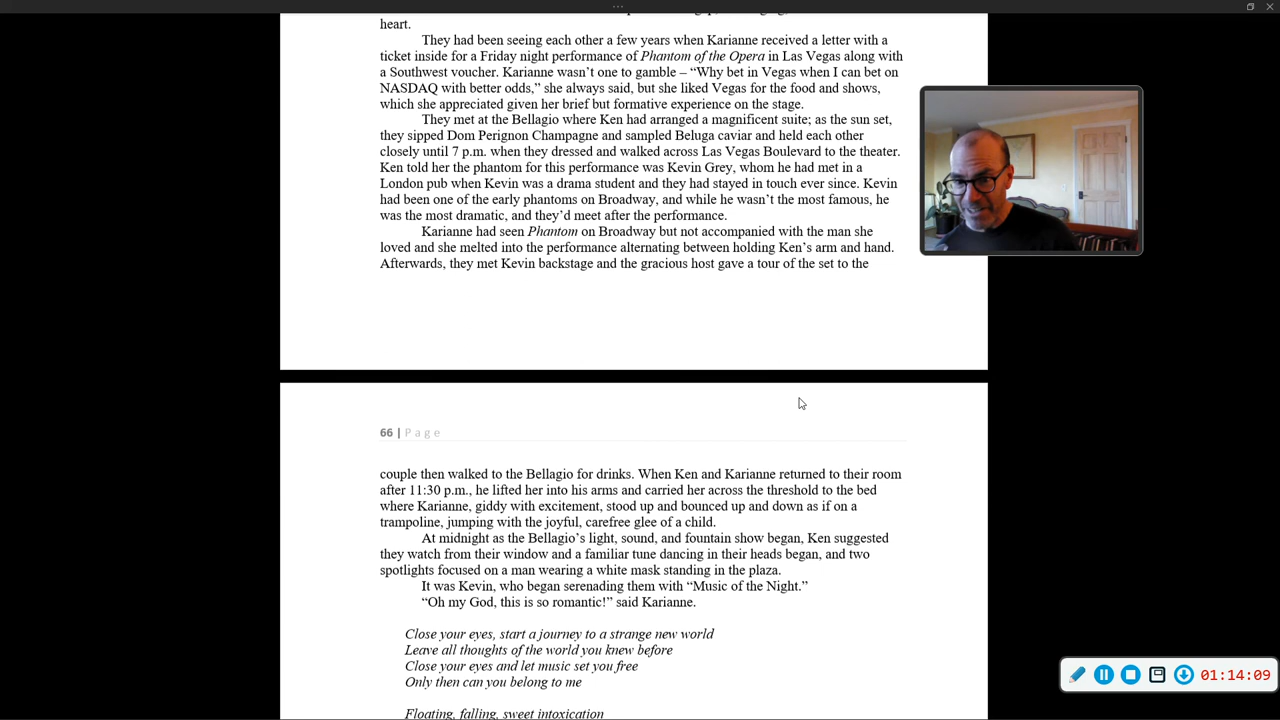 heart.
They had been seeing each other a few years when Karianne received a letter with a
ticket inside for a Friday night performance of Phantom of the Opera in Las Vegas along with
a Southwest voucher. Karianne wasn’t one to gamble – “Why bet in Vegas when I can bet on
NASDAQ with better odds,” she always said, but she liked Vegas for the food and shows,
which she appreciated given her brief but formative experience on the stage.
They met at the Bellagio where Ken had arranged a magnificent suite; as the sun set,
they sipped Dom Perignon Champagne and sampled Beluga caviar and held each other
closely until 7 p.m. when they dressed and walked across Las Vegas Boulevard to the theater.
Ken told her the phantom for this performance was Kevin Grey, whom he had met in a
London pub when Kevin was a drama student and they had stayed in touch ever since. Kevin
had been one of the early phantoms on Broadway, and while he wasn’t the most famous, he
was the most dramatic, and they’d meet after the performance.
Karianne had seen Phantom on Broadway but not accompanied with the man she
loved and she melted into the performance alternating between holding Ken’s arm and hand.
Afterwards, they met Kevin backstage and the gracious host gave a tour of the set to the
66 | Page
couple then walked to the Bellagio for drinks. When Ken and Karianne returned to their room
after 11:30 p.m., he lifted her into his arms and carried her across the threshold to the bed
where Karianne, giddy with excitement, stood up and bounced up and down as if on a
trampoline, jumping with the joyful, carefree glee of a child.
At midnight as the Bellagio’s light, sound, and fountain show began, Ken suggested
they watch from their window and a familiar tune dancing in their heads began, and two
spotlights focused on a man wearing a white mask standing in the plaza.
It was Kevin, who began serenading them with “Music of the Night.”
“Oh my God, this is so romantic!” said Karianne.
Close your eyes, start a journey to a strange new world
Leave all thoughts of the world you knew before
Close your eyes and let music set you free
Only then can you belong to me
Floating, falling, sweet intoxication
01:14:09